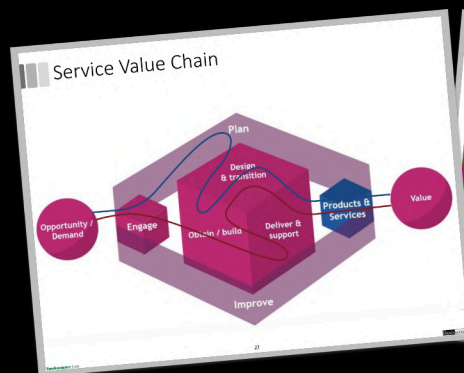 Service Value Chain
Plan
Design
& transition
Opportunity /
Demand
Engage
Obtain / build
Deliver &
support
Products &
Services
Value
Improve
27